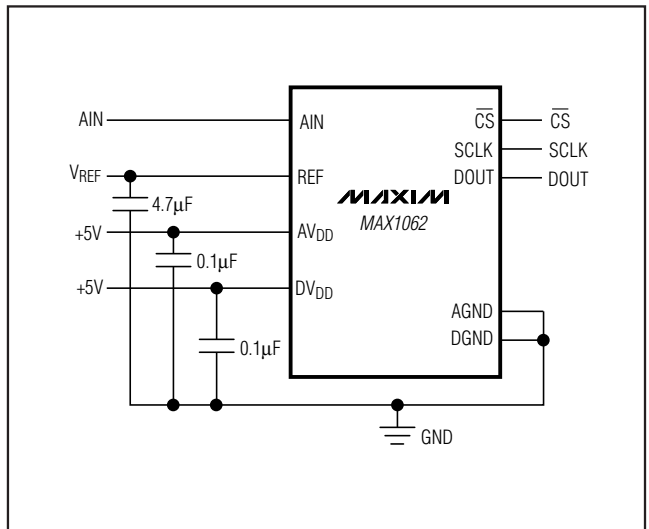 AIN
AIN
CS
CS
SCLK
SCLK
VREF
REF
DOUT
DOUT
MAXIM
MAX1062
4.7µF
+5V
AVDD
0.1µF
+5V
DVDD
AGND
DGND
0.1µF
GND